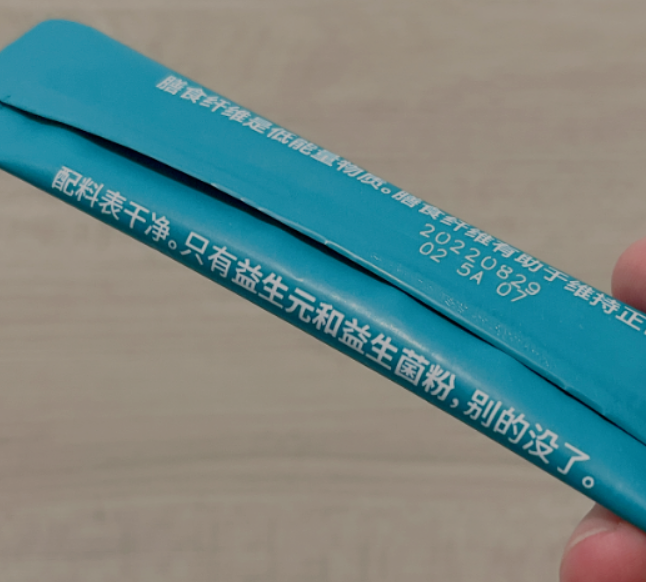 膳食纤维是低能量物质。膳食纤维有助于维持正
20220829
02 5A 07
配料表干净。只有益生元和益生菌粉,别的没了。